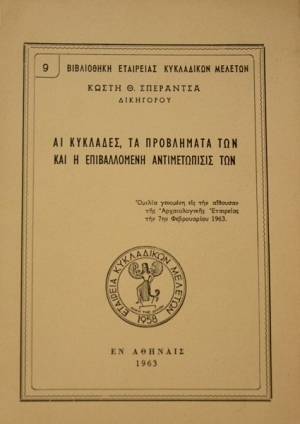 9
ΒΙΒΛΙΟΘΗΚΗ ΕΤΑΙΡΕΙΑΣ ΚΥΚΛΑΔΙΚΩΝ ΜΕΛΕΤΩΝ
ΚΩΣΤΗ Θ. ΣΠΕΡΑΝΤΣΑ
ΔΙΚΗΓΟΡΟΥ
ΑΙ ΚΥΚΛΑΔΕΣ, ΤΑ ΠΡΟΒΛΗΜΑΤΑ ΤΩΝ
ΚΑΙ Η ΕΠΙΒΑΛΛΟΜΕΝΗ ΑΝΤΙΜΕΤΩΠΙΣΙΣ ΤΩΝ
Ὁμιλία γενομένη εἰς τὴν αἴθουσαν
τῆς Ἀρχαιολογικῆς Ἑταιρείας
τὴν 7ην Φεβρουαρίου 1963.
ΕΤΑΙΡΕΙΑ ΚΥΚΛΑΔΙΚΩΝ ΜΕΛΕΤΩΝ
1958
ΕΝ ΑΘΗΝΑΙΣ
1963